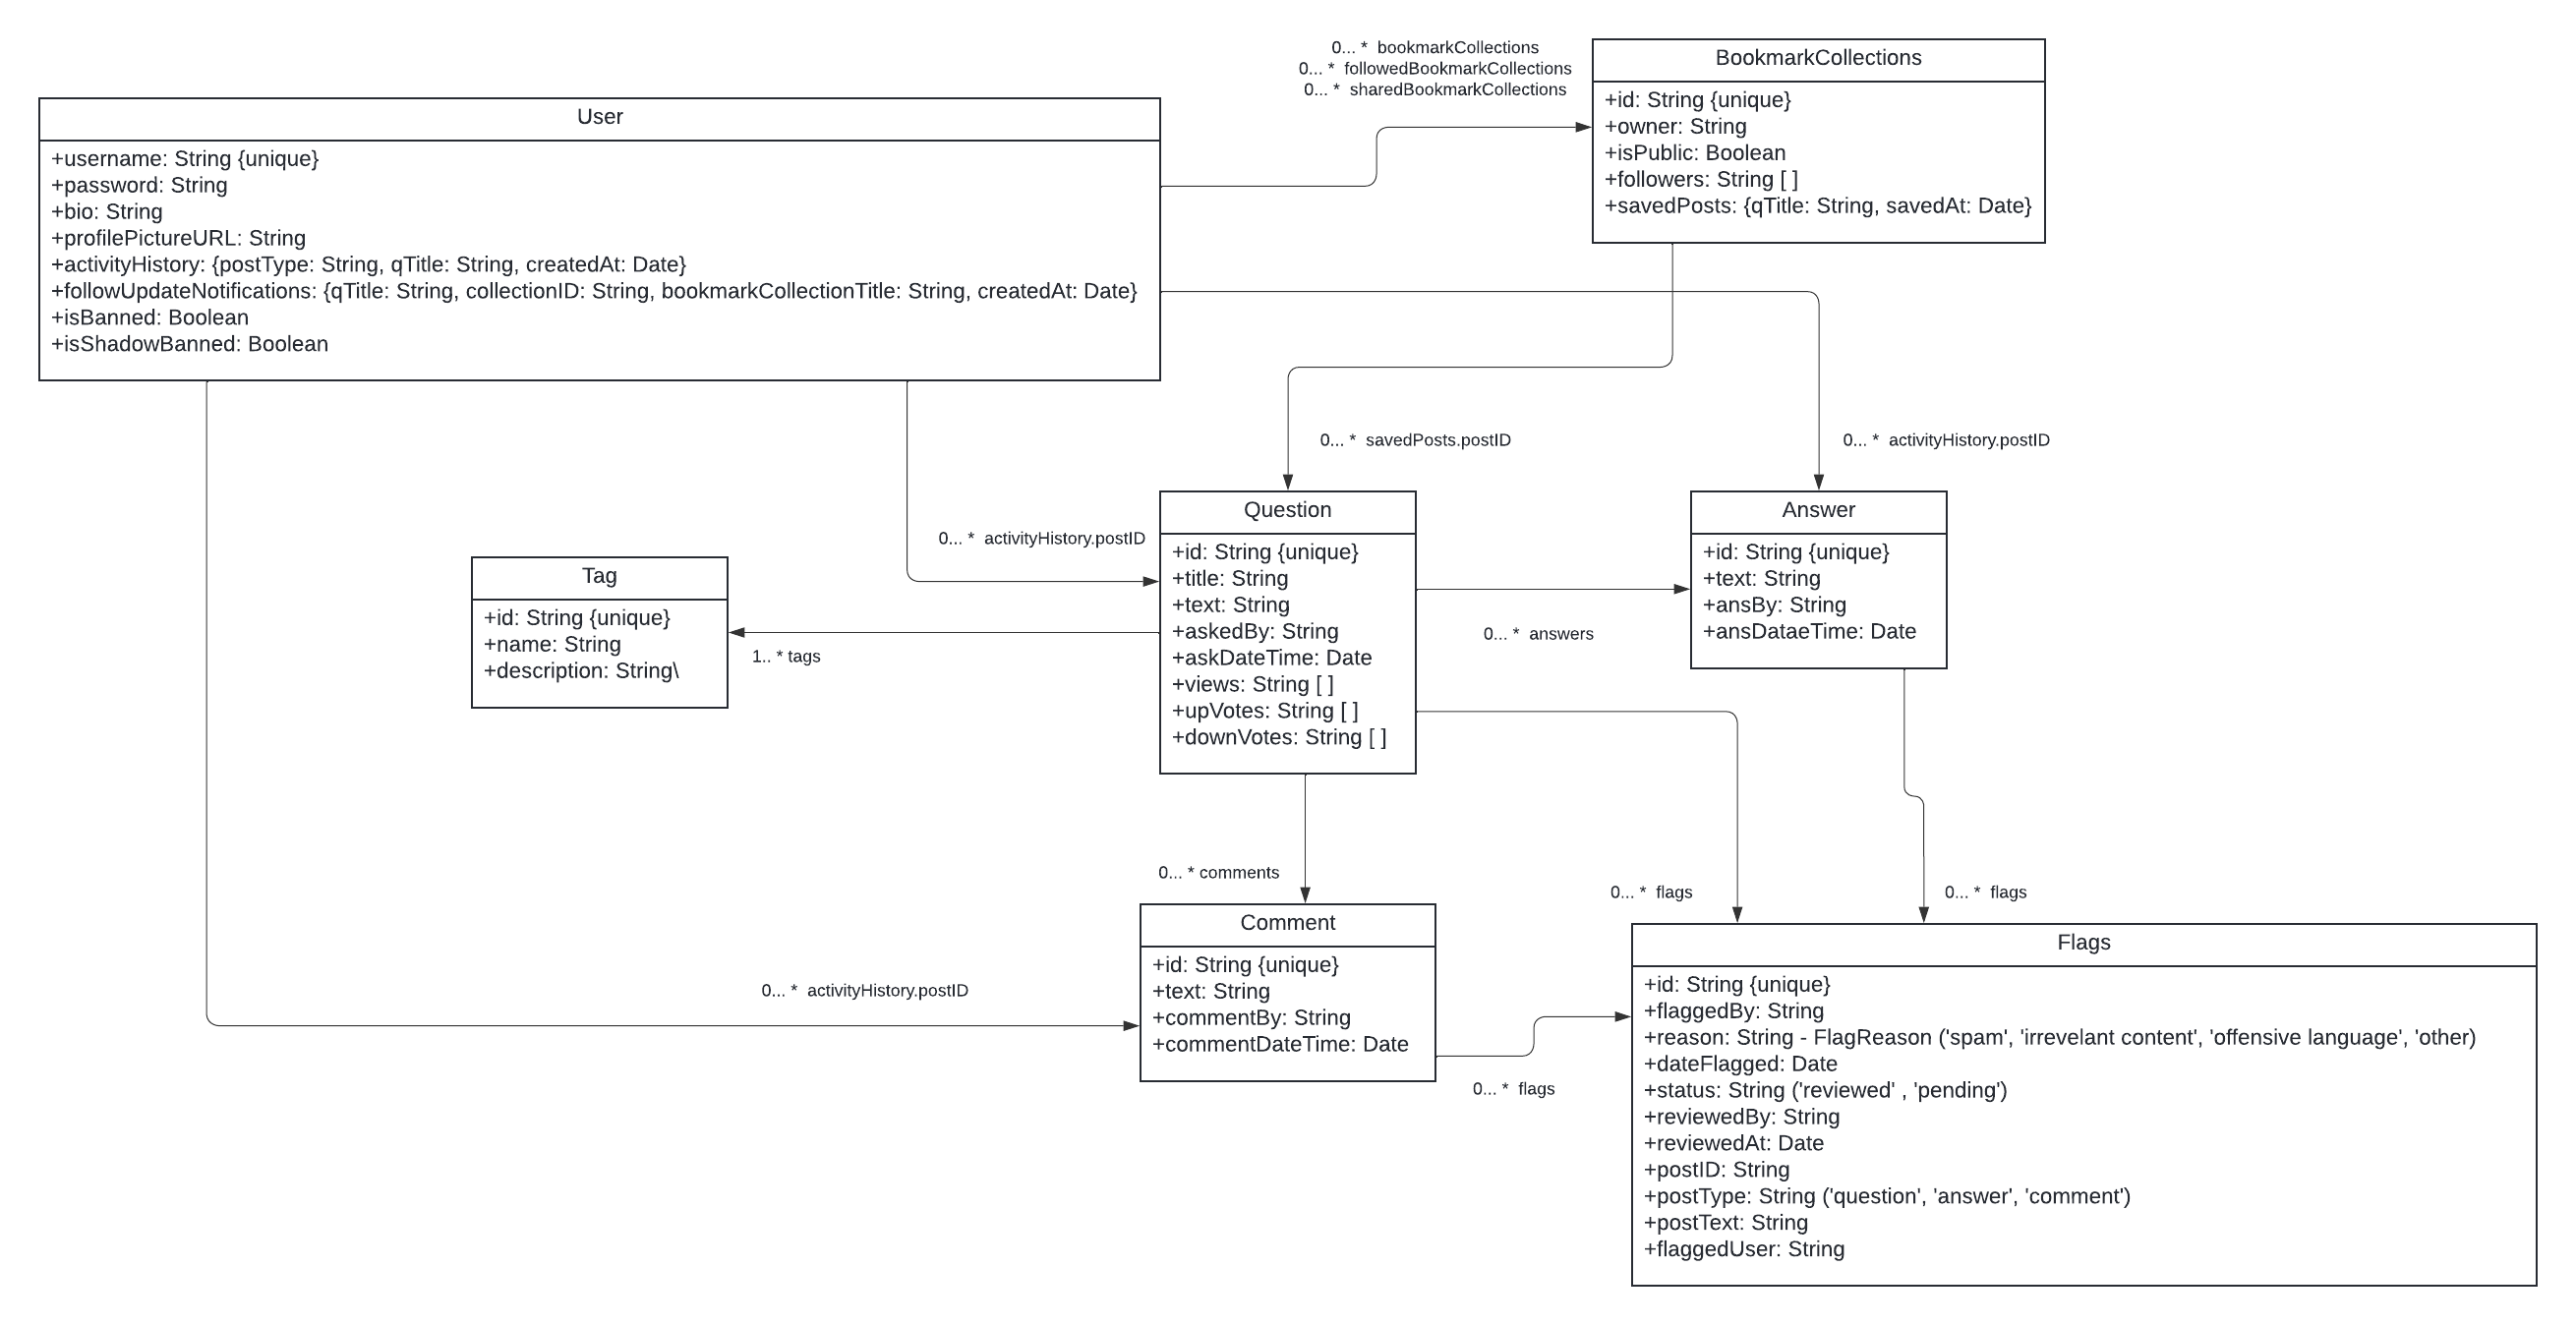 0... *  bookmarkCollections
0... *  followedBookmarkCollections
0... *  sharedBookmarkCollections
BookmarkCollections
+id: String {unique}
+owner: String
+isPublic: Boolean
+followers: String [ ]
+savedPosts: {qTitle: String, savedAt: Date}
User
+username: String {unique}
+password: String
+bio: String
+profilePictureURL: String
+activityHistory: {postType: String, qTitle: String, createdAt: Date}
+followUpdateNotifications: {qTitle: String, collectionID: String, bookmarkCollectionTitle: String, createdAt: Date}
+isBanned: Boolean
+isShadowBanned: Boolean
0... *  savedPosts.postID
0... *  activityHistory.postID
0... *  activityHistory.postID
Question
+id: String {unique}
+title: String
+text: String
+askedBy: String
+askDateTime: Date
+views: String [ ]
+upVotes: String [ ]
+downVotes: String [ ]
Answer
+id: String {unique}
+text: String
+ansBy: String
+ansDataeTime: Date
Tag
+id: String {unique}
+name: String
+description: String\
1.. * tags
0... *  answers
0... * comments
0... *  flags
0... *  flags
Comment
+id: String {unique}
+text: String
+commentBy: String
+commentDateTime: Date
0... *  activityHistory.postID
0... *  flags
Flags
+id: String {unique}
+flaggedBy: String
+reason: String - FlagReason ('spam', 'irrevelant content', 'offensive language', 'other)
+dateFlagged: Date
+status: String ('reviewed' , 'pending')
+reviewedBy: String
+reviewedAt: Date
+postID: String
+postType: String ('question', 'answer', 'comment')
+postText: String
+flaggedUser: String